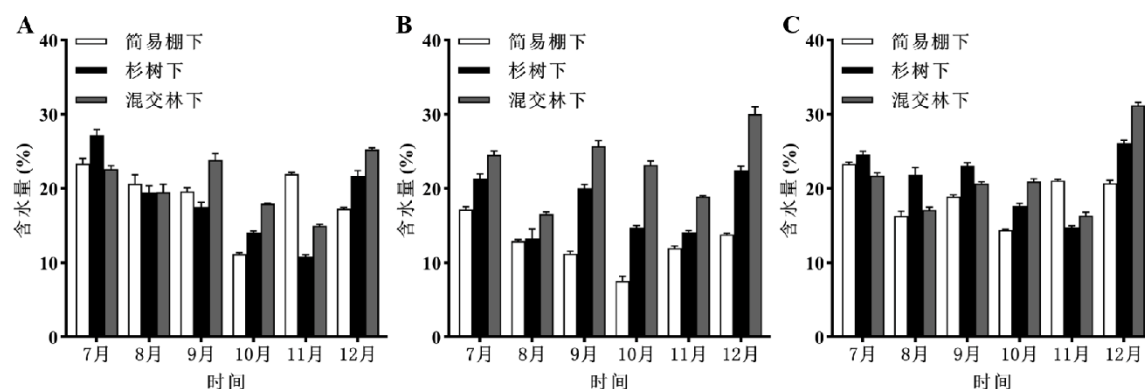 A
40
30
20
10
0
含水量 (%)
简易棚下
杉树下
混交林下
7月 8月 9月 10月 11月 12月
时间
B
40
30
20
10
0
含水量 (%)
简易棚下
杉树下
混交林下
7月 8月 9月 10月 11月 12月
时间
C
40
30
20
10
0
含水量 (%)
简易棚下
杉树下
混交林下
7月 8月 9月 10月 11月 12月
时间